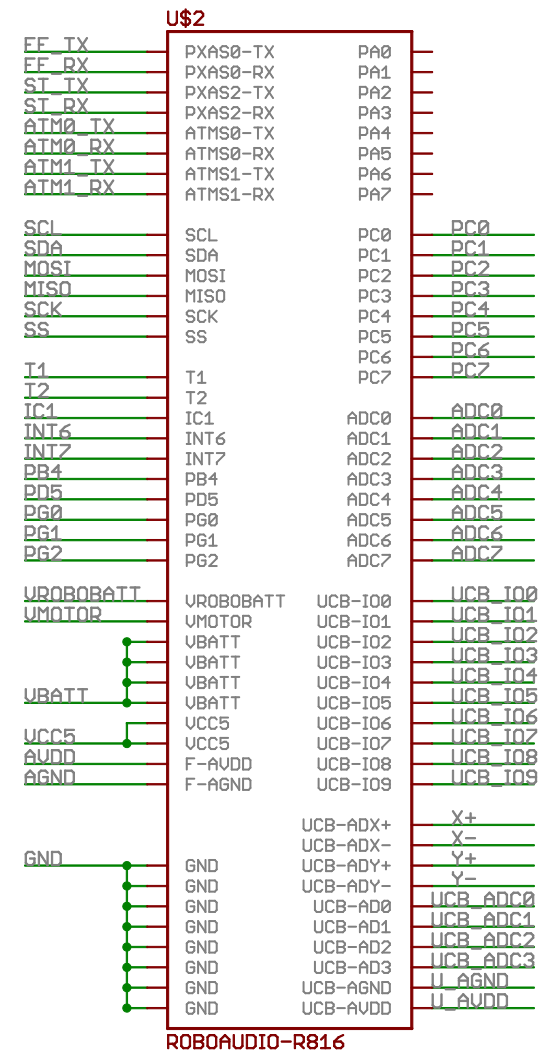 U$2
FF_TX PXAS0-TX PA0
FF_RX PXAS0-RX PA1
ST_TX PXAS2-TX PA2
ST_RX PXAS2-RX PA3
ATM0_TX ATMS0-TX PA4
ATM0_RX ATMS0-RX PA5
ATM1_TX ATMS1-TX PA6
ATM1_RX ATMS1-RX PA7
SCL SCL PC0 PC0
SDA SDA PC1 PC1
MOSI MOSI PC2 PC2
MISO MISO PC3 PC3
SCK SCK PC4 PC4
SS SS PC5 PC5
PC6 PC6
T1 T1 PC7 PC7
T2 T2
IC1 IC1 ADC0 ADC0
INT6 INT6 ADC1 ADC1
INT7 INT7 ADC2 ADC2
PB4 PB4 ADC3 ADC3
PD5 PD5 ADC4 ADC4
PG0 PG0 ADC5 ADC5
PG1 PG1 ADC6 ADC6
PG2 PG2 ADC7 ADC7
VROBOBATT VROBOBATT UCB-IO0 UCB_IO0
VMOTOR VMOTOR UCB-IO1 UCB_IO1
VBATT UCB-IO2 UCB_IO2
VBATT UCB-IO3 UCB_IO3
VBATT UCB-IO4 UCB_IO4
VBATT VBATT UCB-IO5 UCB_IO5
VCC5 UCB-IO6 UCB_IO6
VCC5 VCC5 UCB-IO7 UCB_IO7
AVDD F-AVDD UCB-IO8 UCB_IO8
AGND F-AGND UCB-IO9 UCB_IO9
UCB-ADX+ X+
UCB-ADX- X-
GND GND UCB-ADY+ Y+
GND UCB-ADY- Y-
GND UCB-AD0 UCB_ADC0
GND UCB-AD1 UCB_ADC1
GND UCB-AD2 UCB_ADC2
GND UCB-AD3 UCB_ADC3
GND UCB-AGND U_AGND
GND UCB-AVDD U_AVDD
ROBOAUDIO-R816